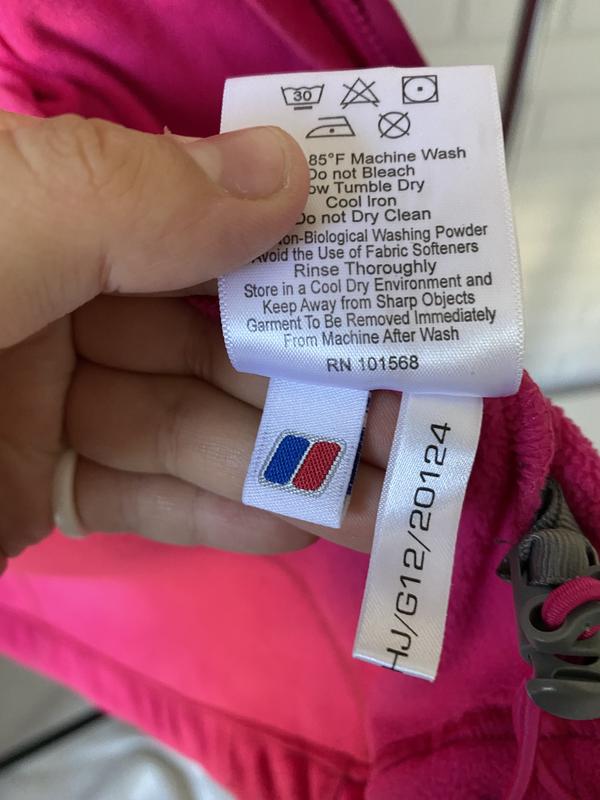 30
85°F Machine Wash
Do not Bleach
Low Tumble Dry
Cool Iron
Do not Dry Clean
Non-Biological Washing Powder
Avoid the Use of Fabric Softeners
Rinse Thoroughly
Store in a Cool Dry Environment and
Keep Away from Sharp Objects
Garment To Be Removed Immediately
From Machine After Wash
RN 101568
HJ/G12/20124